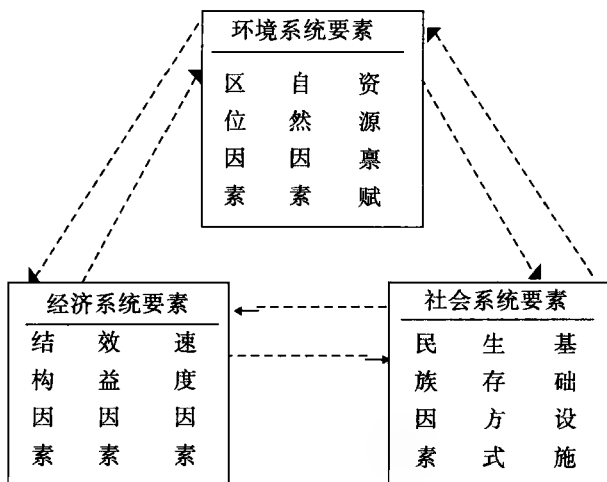 环境系统要素
区位因素
自然因素
资源禀赋
经济系统要素
结构因素
效益因素
速度因素
社会系统要素
民族因素
生存方式
基础设施